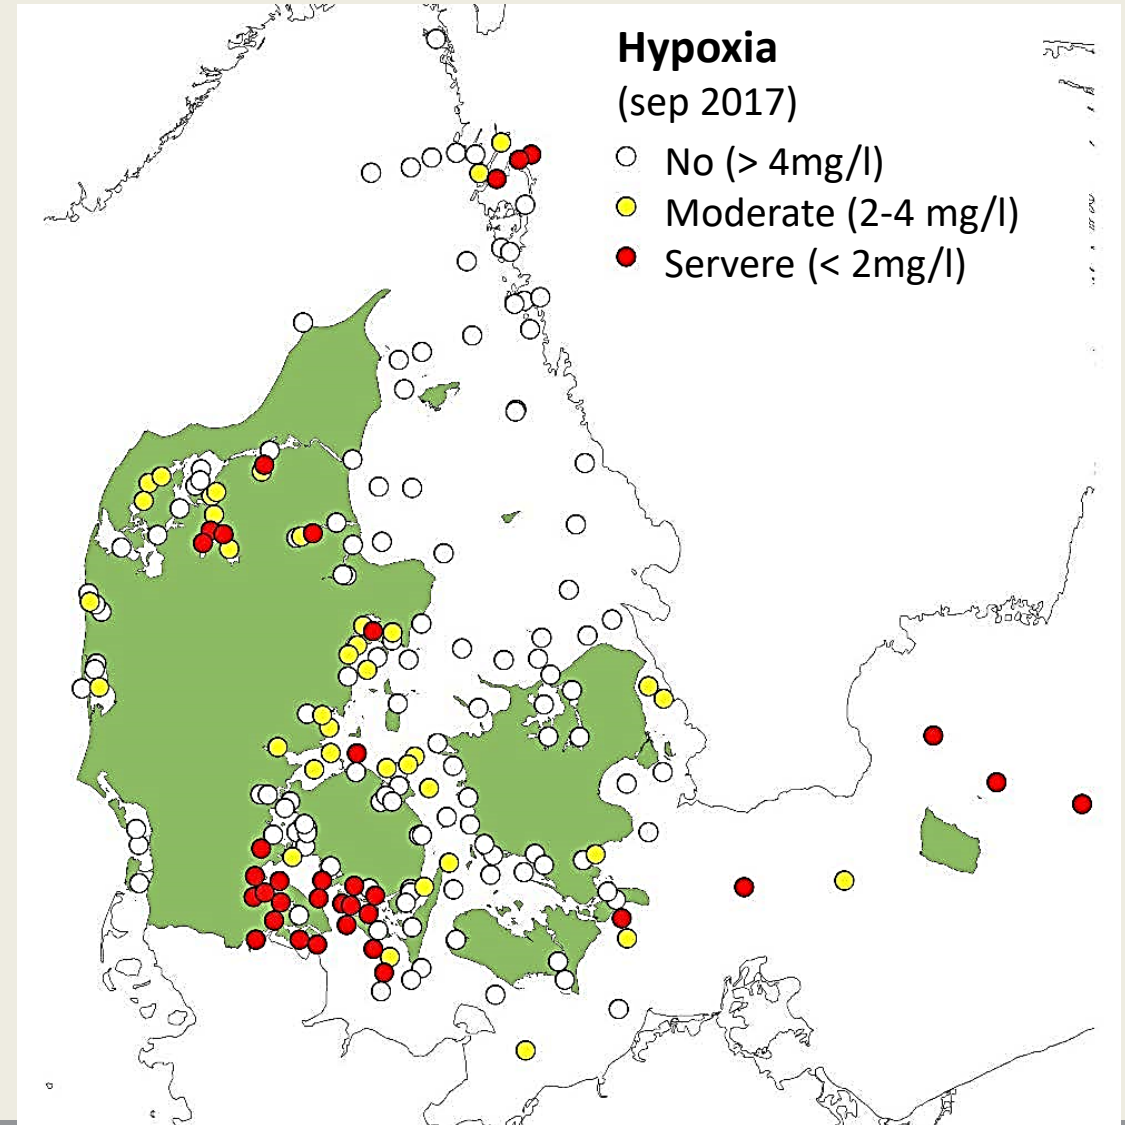 Hypoxia
(sep 2017)
No (> 4mg/l)
Moderate (2-4 mg/l)
Servere (< 2mg/l)